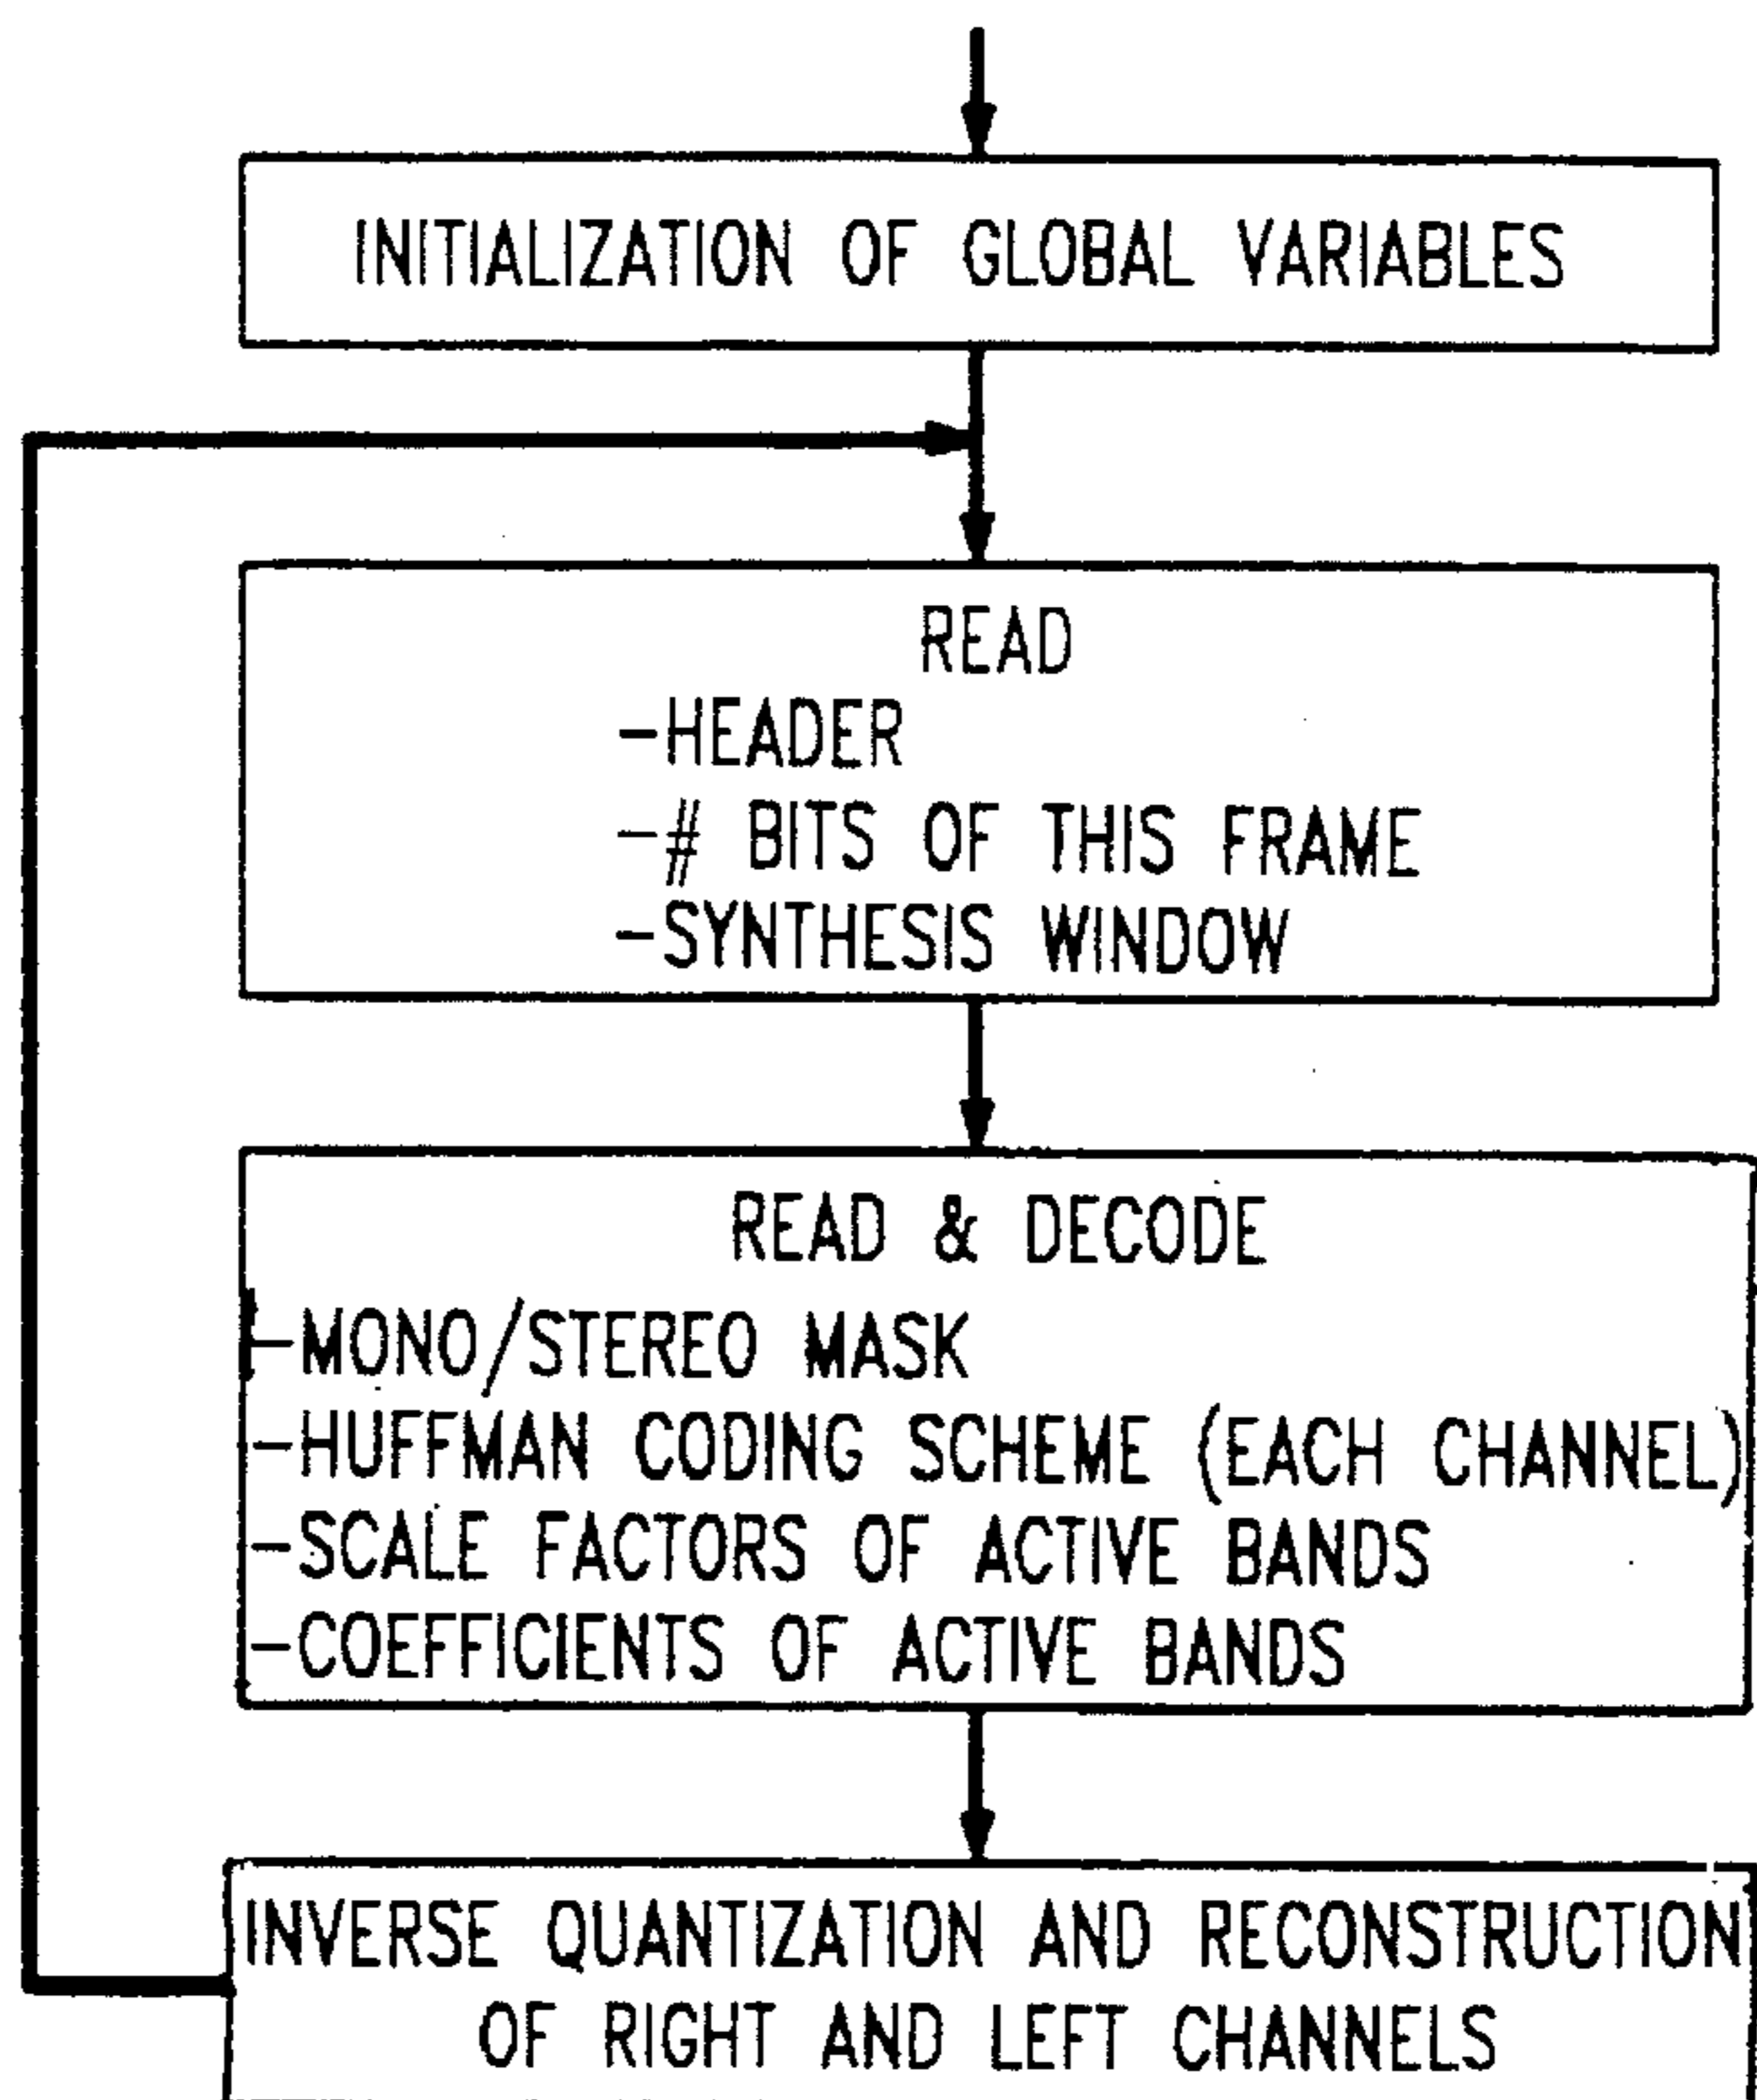 INITIALIZATION OF GLOBAL VARIABLES
READ
-HEADER
-# BITS OF THIS FRAME
-SYNTHESIS WINDOW
READ & DECODE
-MONO/STEREO MASK
-HUFFMAN CODING SCHEME (EACH CHANNEL)
-SCALE FACTORS OF ACTIVE BANDS
-COEFFICIENTS OF ACTIVE BANDS
INVERSE QUANTIZATION AND RECONSTRUCTION
OF RIGHT AND LEFT CHANNELS